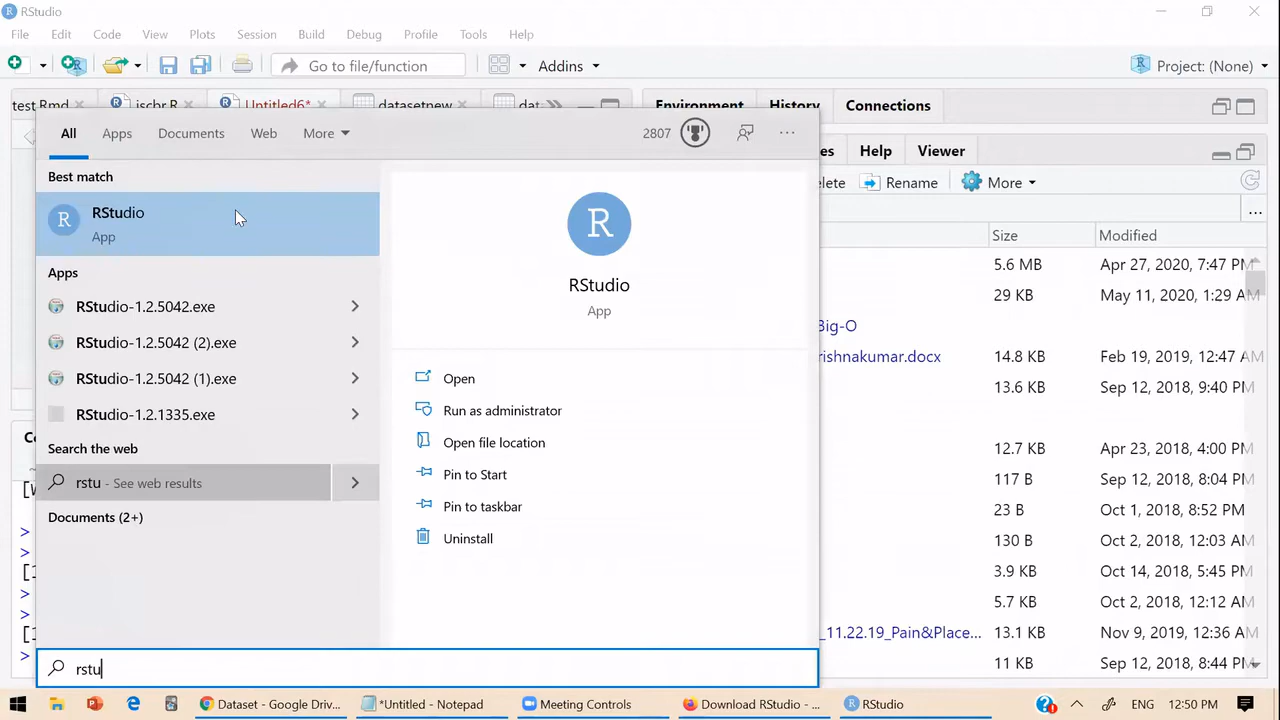 RStudio
File Edit Code View Plots Session Build Debug Profile Tools Help
Go to file/function Addins Project: (None)
test.Rmd ischr.R Untitled6* datasetnew dat Environment History Connections
All Apps Documents Web More 2807
Help Viewer
Best match
Rename More
RStudio
App
R
Size Modified
Apps
RStudio
App
RStudio-1.2.5042.exe
RStudio-1.2.5042 (2).exe
RStudio-1.2.5042 (1).exe
RStudio-1.2.1335.exe
Search the web
rstu - See web results
Documents (2+)
Open
Run as administrator
Open file location
Pin to Start
Pin to taskbar
Uninstall
5.6 MB Apr 27, 2020, 7:47 PM
29 KB May 11, 2020, 1:29 AM
Big-O
rishnakumar.docx 14.8 KB Feb 19, 2019, 12:47 AM
13.6 KB Sep 12, 2018, 9:40 PM
12.7 KB Apr 23, 2018, 4:00 PM
117 B Sep 12, 2018, 8:04 PM
23 B Oct 1, 2018, 8:52 PM
130 B Oct 2, 2018, 12:03 AM
3.9 KB Oct 14, 2018, 5:45 PM
5.7 KB Oct 2, 2018, 12:12 AM
_11.22.19_Pain&Place... 13.1 KB Nov 9, 2019, 12:36 AM
11 KB Sep 12, 2018, 8:44 PM
rstu
Dataset - Google Driv... *Untitled - Notepad Meeting Controls Download RStudio - ... RStudio ENG 12:50 PM